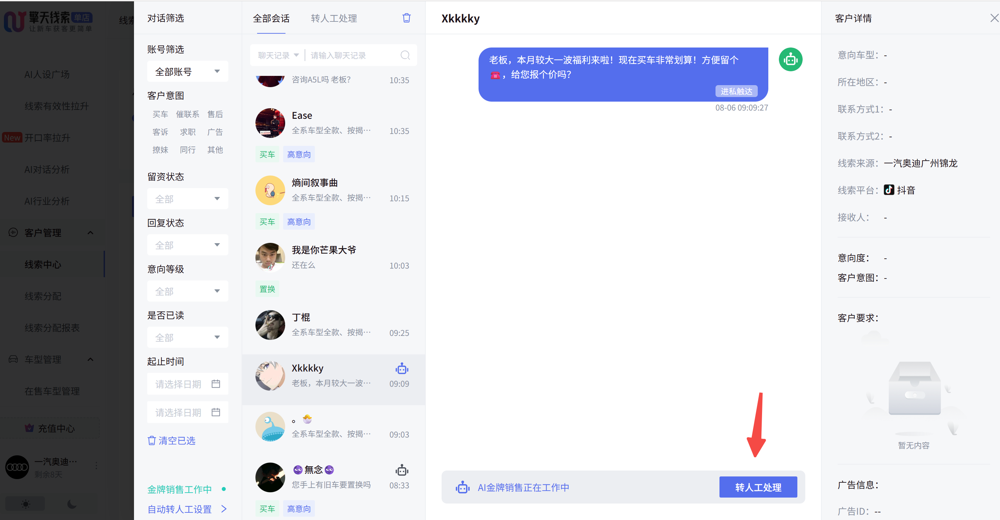 擎天线索 单店
让新车获客更简单
线索
AI人设广场
线索有效性拉升
New 开口率拉升
AI对话分析
AI行业分析
客户管理
线索中心
线索分配
线索分配报表
车型管理
在售车型管理
充值中心
一汽奥迪···
剩余8天
对话筛选
账号筛选
全部账号
客户意图
买车 催联系 售后
客诉 求职 广告
撩妹 同行 其他
留资状态
全部
回复状态
全部
意向等级
全部
是否已读
全部
起止时间
请选择日期
请选择日期
清空已选
金牌销售工作中
自动转人工设置
全部会话 转人工处理
聊天记录 请输入聊天记录
咨询A5L吗 老板? 10:35
Ease
全系车型全款、按揭··· 10:35
买车 高意向
熵间叙事曲
全系车型全款、按揭··· 10:15
买车 高意向
我是你芒果大爷
还在么 10:03
置换
丁棍
全系车型全款、按揭··· 09:25
Xkkkky
老板，本月较大一波··· 09:09
。🐣
全系车型全款、按揭··· 09:03
😈無念😈
您手上有旧车要置换吗 08:33
买车 高意向
Xkkkky
老板，本月较大一波福利来啦！现在买车非常划算！方便留个
☎️，给您报个价吗？
进私触达
08-06 09:09:27
AI金牌销售正在工作中 转人工处理
客户详情
意向车型：-
所在地区：-
联系方式1：-
联系方式2：-
线索来源：一汽奥迪广州锦龙
线索平台：抖音
接收人： -
意向度： -
客户意图：-
客户要求：
暂无内容
广告信息：
广告ID：--